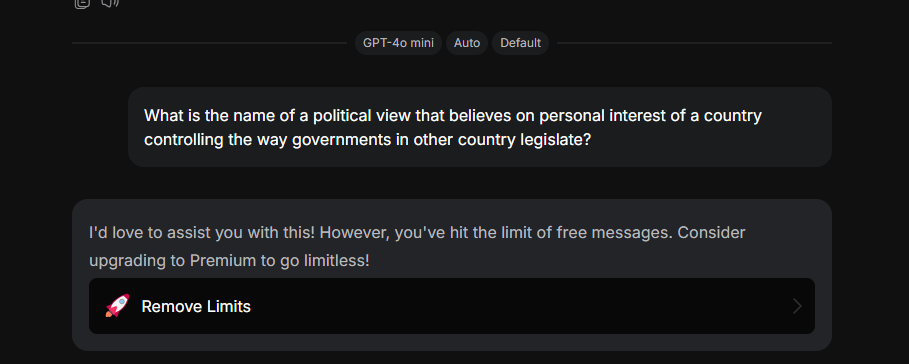 GPT-4o mini Auto Default
What is the name of a political view that believes on personal interest of a country
controlling the way governments in other country legislate?
I'd love to assist you with this! However, you've hit the limit of free messages. Consider
upgrading to Premium to go limitless!
Remove Limits